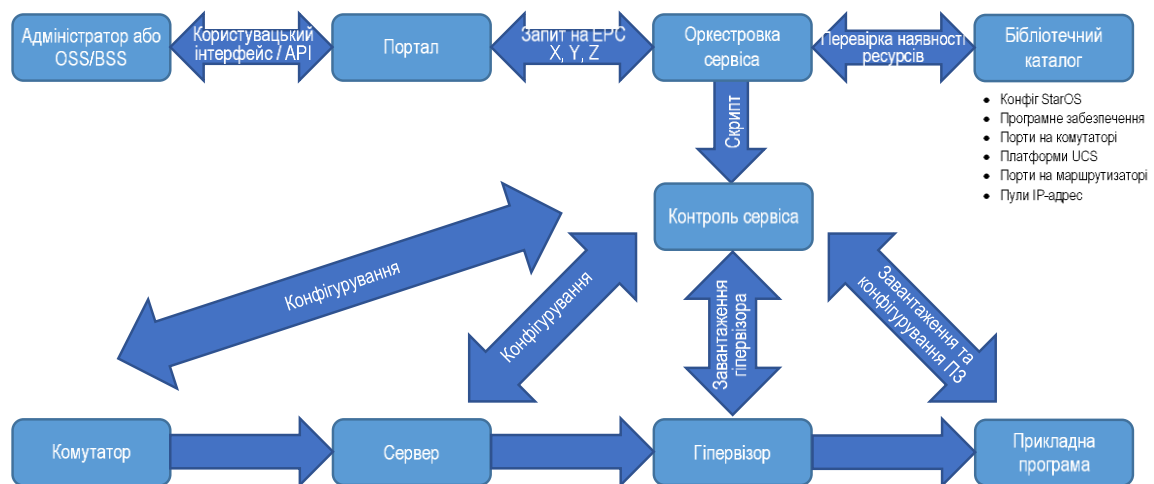 Адміністратор або
OSS/BSS
Користувацький
інтерфейс / API
Портал
Запит на EPC
X, Y, Z
Оркестровка
сервіса
Перевірка наявності
ресурсів
Бібліотечний
каталог
• Конфіг StarOS
• Програмне забезпечення
• Порти на комутаторі
• Платформи UCS
• Порти на маршрутизаторі
• Пули IP-адрес
Скрипт
Контроль сервіса
Конфігурування
Конфігурування
Завантаження
гіпервізора
Завантаження та
конфігурування ПЗ
Комутатор
Сервер
Гіпервізор
Прикладна
програма